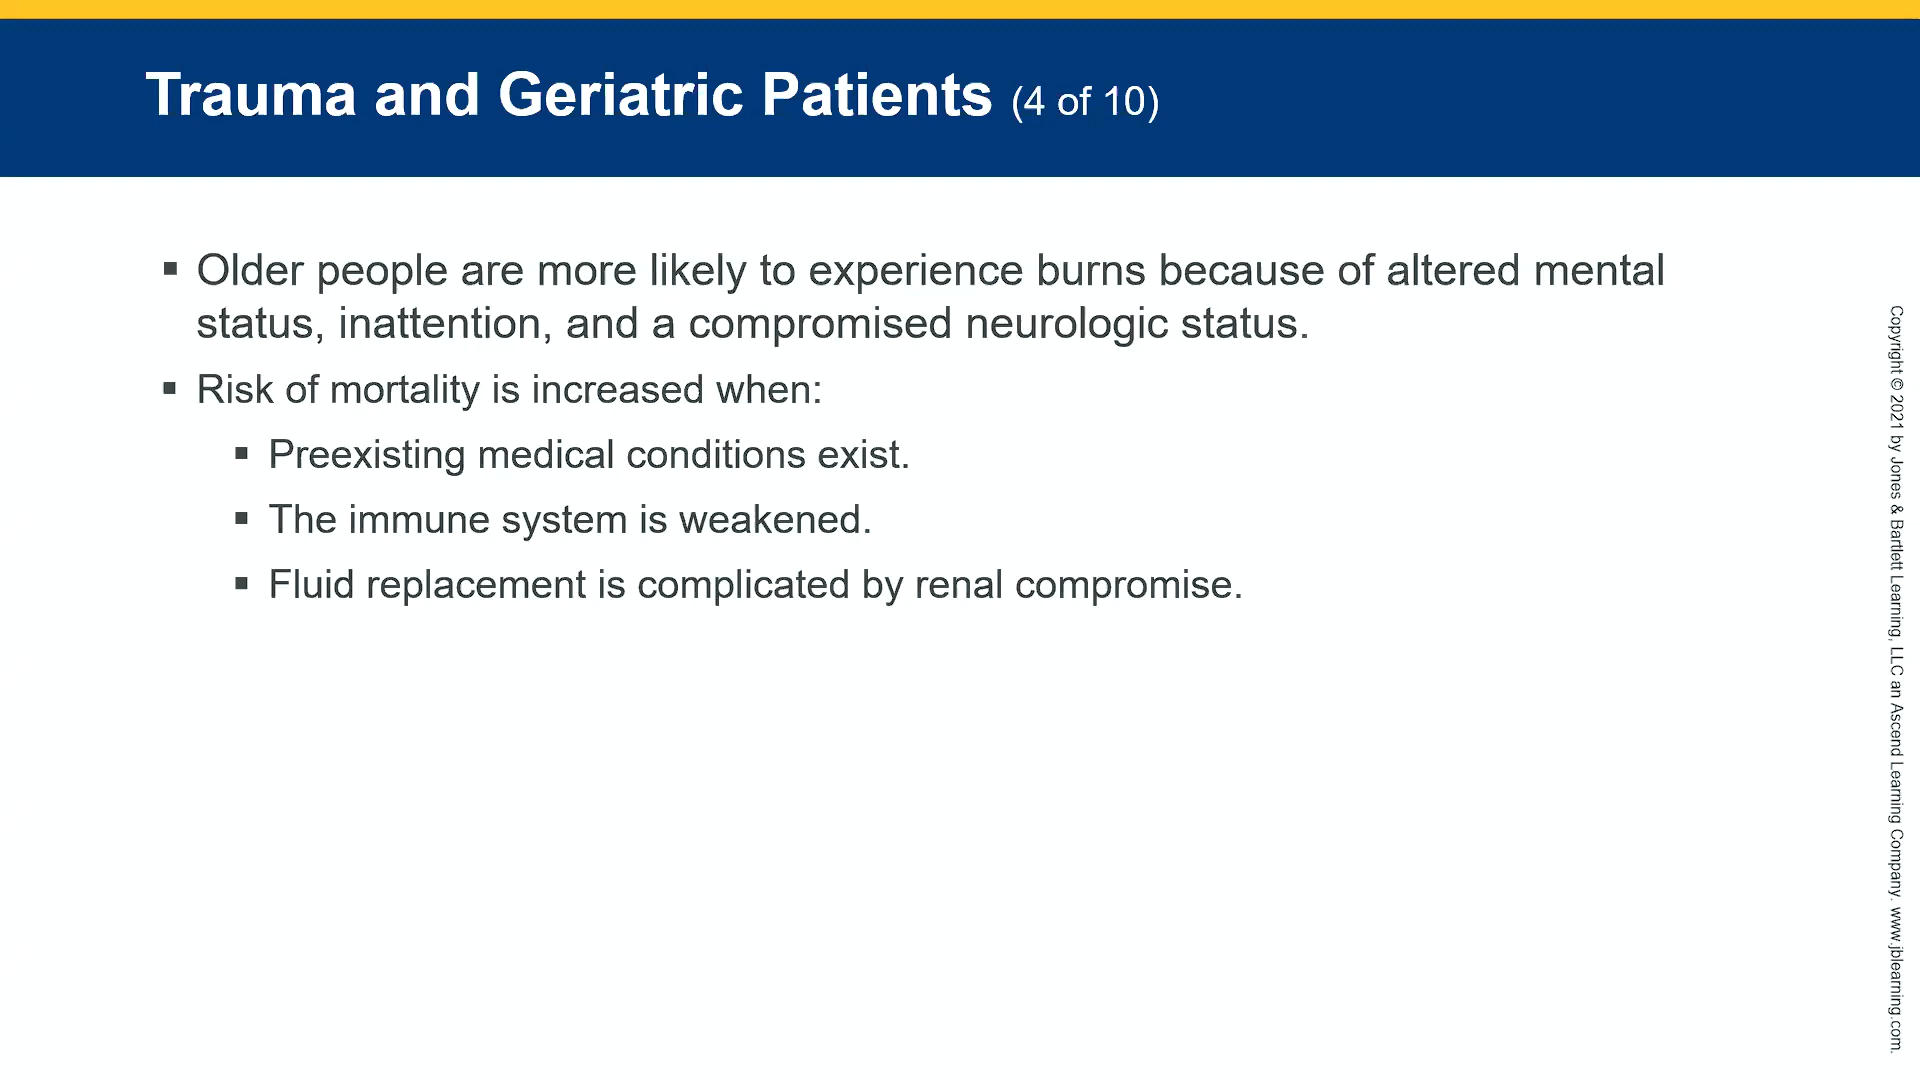 Trauma and Geriatric Patients (4 of 10)
▪ Older people are more likely to experience burns because of altered mental
status, inattention, and a compromised neurologic status.
▪ Risk of mortality is increased when:
▪ Preexisting medical conditions exist.
▪ The immune system is weakened.
▪ Fluid replacement is complicated by renal compromise.
Copyright © 2021 by Jones & Bartlett Learning, LLC an Ascend Learning Company. www.jblearning.com.